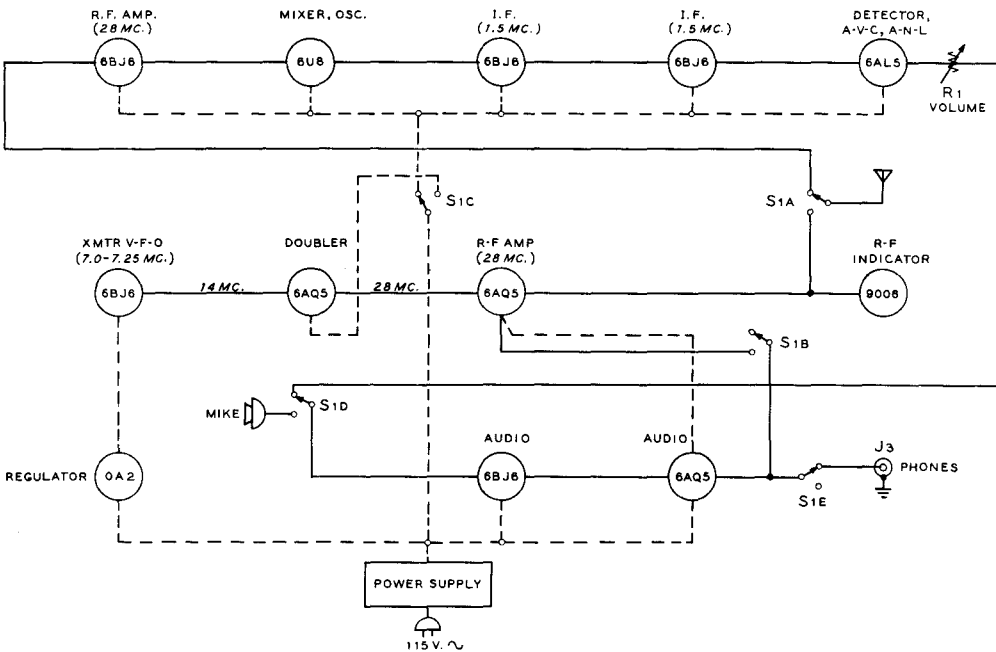 R.F. AMP.
(28 MC.)
MIXER, OSC.
I.F.
(1.5 MC.)
I.F.
(1.5 MC.)
DETECTOR,
A-V-C, A-N-L
6BJ6
6U8
6BJ6
6BJ6
6AL5
R1
VOLUME
S1C
S1A
XMTR V-F-O
(7.0-7.25 MC.)
DOUBLER
R-F AMP
(28 MC.)
R-F
INDICATOR
6BJ6
14 MC.
6AQ5
28 MC.
6AQ5
9006
S1B
MIKE
S1D
AUDIO
AUDIO
J3
REGULATOR
0A2
6BJ6
6AQ5
PHONES
S1E
POWER SUPPLY
115 V. ~